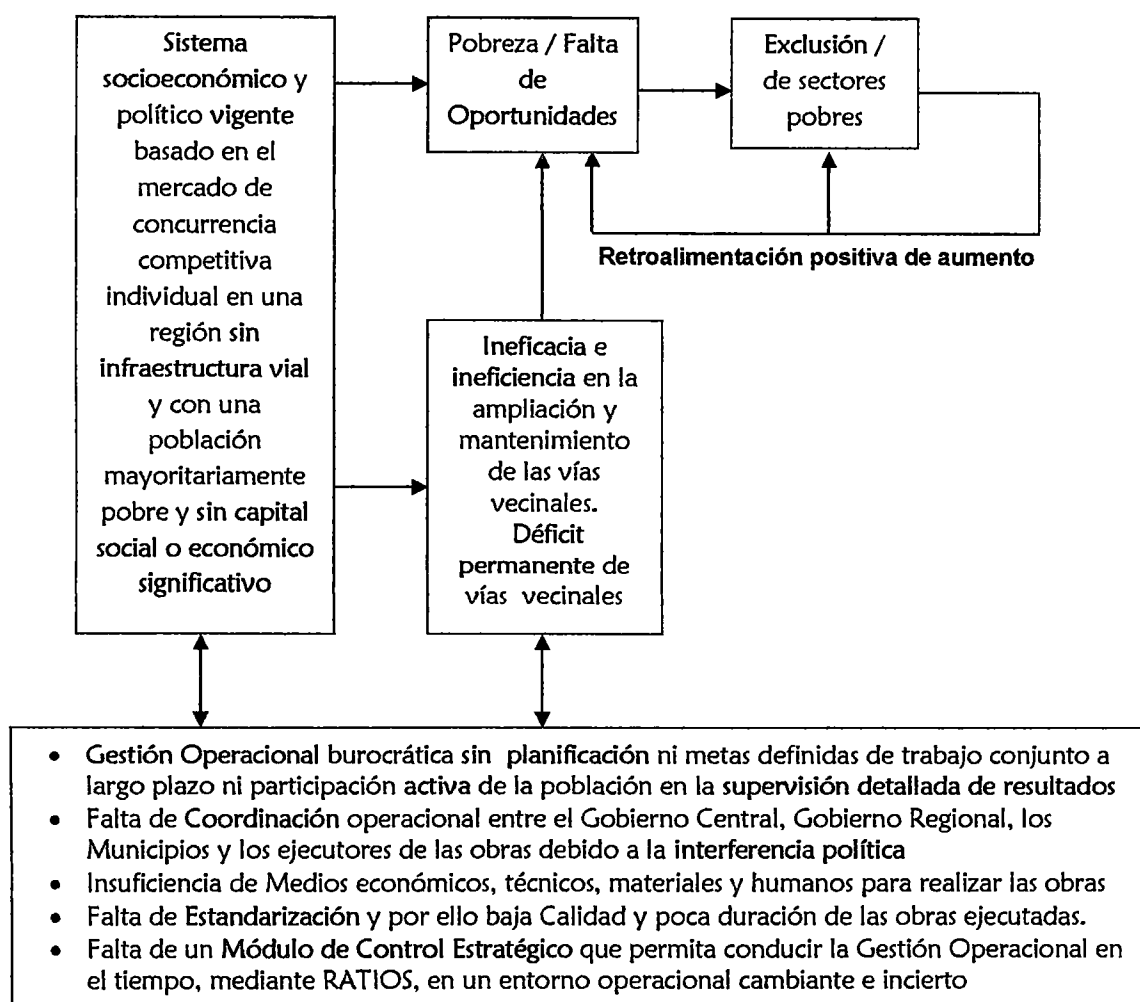 Sistema
socioeconómico y
político vigente
basado en el
mercado de
concurrencia
competitiva
individual en una
región sin
infraestructura vial
y con una
población
mayoritariamente
pobre y sin capital
social o económico
significativo
Pobreza / Falta
de
Oportunidades
Exclusión /
de sectores
pobres
Retroalimentación positiva de aumento
Ineficacia e
ineficiencia en la
ampliación y
mantenimiento
de las vías
vecinales.
Déficit
permanente de
vías vecinales
• Gestión Operacional burocrática sin planificación ni metas definidas de trabajo conjunto a
largo plazo ni participación activa de la población en la supervisión detallada de resultados
• Falta de Coordinación operacional entre el Gobierno Central, Gobierno Regional, los
Municipios y los ejecutores de las obras debido a la interferencia política
• Insuficiencia de Medios económicos, técnicos, materiales y humanos para realizar las obras
• Falta de Estandarización y por ello baja Calidad y poca duración de las obras ejecutadas.
• Falta de un Módulo de Control Estratégico que permita conducir la Gestión Operacional en
el tiempo, mediante RATIOS, en un entorno operacional cambiante e incierto